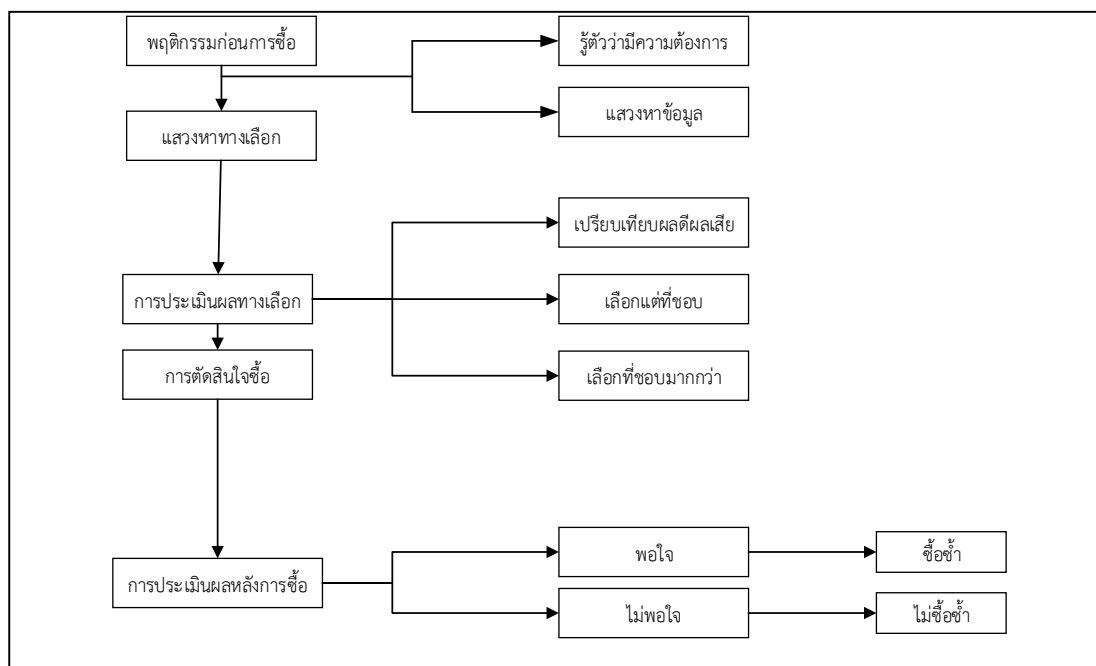 พฤติกรรมก่อนการซื้อ
รู้ตัวว่ามีความต้องการ
แสวงหาข้อมูล
แสวงหาทางเลือก
เปรียบเทียบผลดีผลเสีย
การประเมินผลทางเลือก
เลือกแต่ที่ชอบ
การตัดสินใจซื้อ
เลือกที่ชอบมากกว่า
พอใจ
ซื้อซ้ำ
การประเมินผลหลังการซื้อ
ไม่พอใจ
ไม่ซื้อซ้ำ